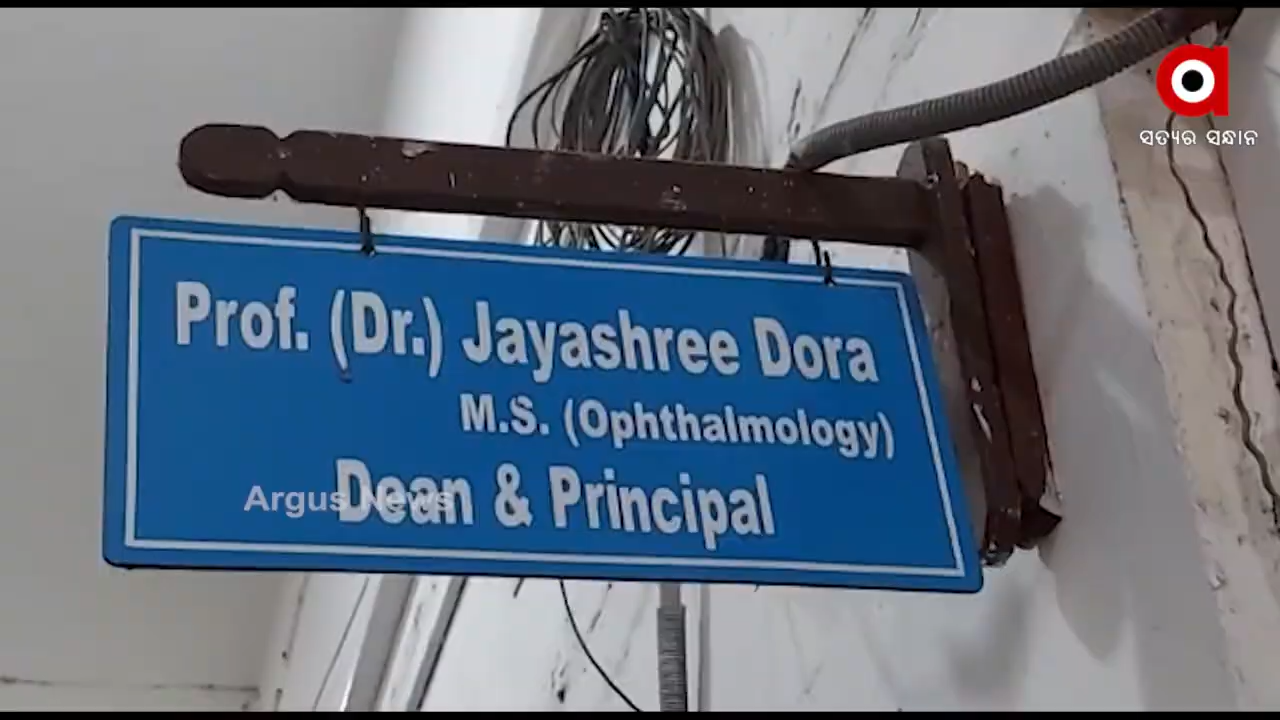 ସତ୍ୟର ସନ୍ଧାନ
Prof. (Dr.) Jayashree Dora
M.S. (Ophthalmology)
Dean & Principal
Argus News